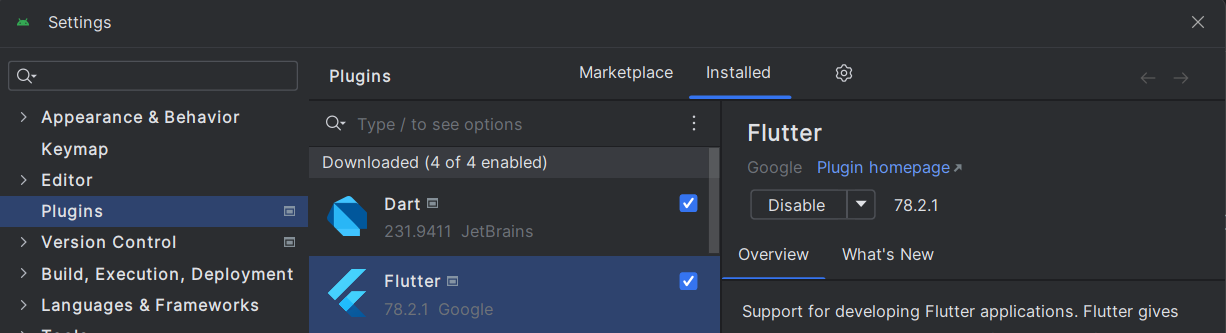 Settings
Plugins
Marketplace
Installed
Appearance & Behavior
Keymap
Editor
Plugins
Version Control
Build, Execution, Deployment
Languages & Frameworks
Type / to see options
Downloaded (4 of 4 enabled)
Dart
231.9411 JetBrains
Flutter
78.2.1 Google
Flutter
Google Plugin homepage
Disable
78.2.1
Overview
What's New
Support for developing Flutter applications. Flutter gives